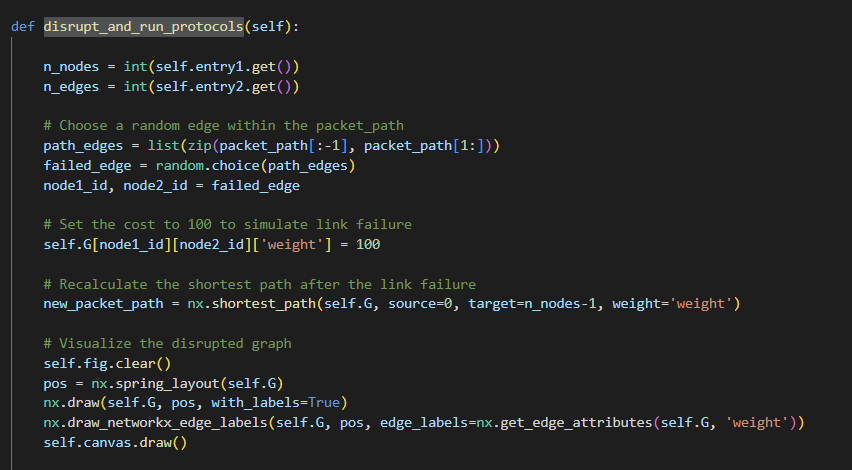 def disrupt_and_run_protocols(self):
n_nodes = int(self.entry1.get())
n_edges = int(self.entry2.get())
# Choose a random edge within the packet_path
path_edges = list(zip(packet_path[:-1], packet_path[1:]))
failed_edge = random.choice(path_edges)
node1_id, node2_id = failed_edge
# Set the cost to 100 to simulate link failure
self.G[node1_id][node2_id]['weight'] = 100
# Recalculate the shortest path after the link failure
new_packet_path = nx.shortest_path(self.G, source=0, target=n_nodes-1, weight='weight')
# Visualize the disrupted graph
self.fig.clear()
pos = nx.spring_layout(self.G)
nx.draw(self.G, pos, with_labels=True)
nx.draw_networkx_edge_labels(self.G, pos, edge_labels=nx.get_edge_attributes(self.G, 'weight'))
self.canvas.draw()